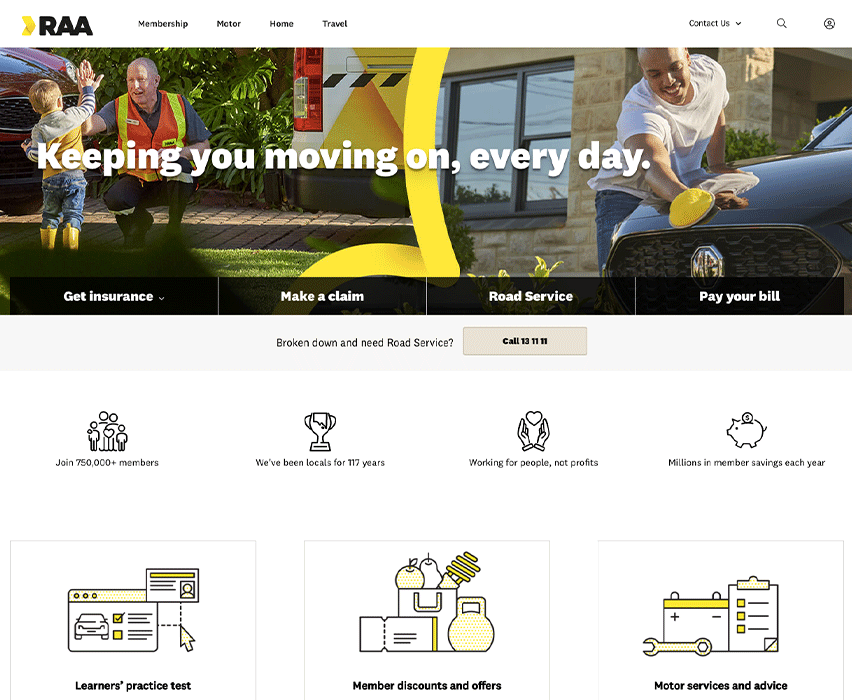 RAA
Membership
Motor
Home
Travel
Contact Us
Keeping you moving on, every day.
Get insurance
Make a claim
Road Service
Pay your bill
Broken down and need Road Service?
Call 13 11 11
Join 750,000+ members
We've been locals for 117 years
Working for people, not profits
Millions in member savings each year
Learners' practice test
Member discounts and offers
Motor services and advice